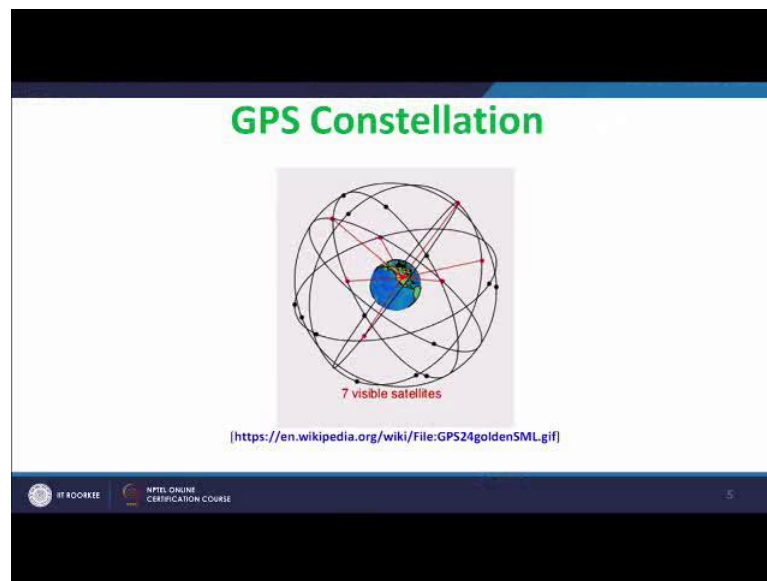 GPS Constellation
7 visible satellites
[https://en.wikipedia.org/wiki/File:GPS24goldenSML.gif]
IIT ROORKEE
NPTEL ONLINE
CERTIFICATION COURSE
5